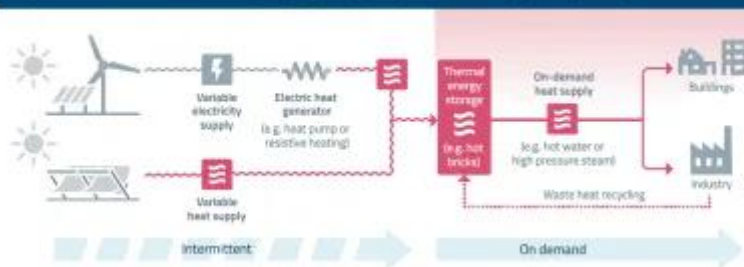 Variable
electricity
supply
Electric heat
generator
(e.g. heat pump or
resistive heating)
Variable
heat supply
Thermal
energy
storage
(e.g. hot
bricks)
On-demand
heat supply
(e.g. hot water or
high pressure steam)
Buildings
Industry
Waste heat recycling
Intermittent
On demand